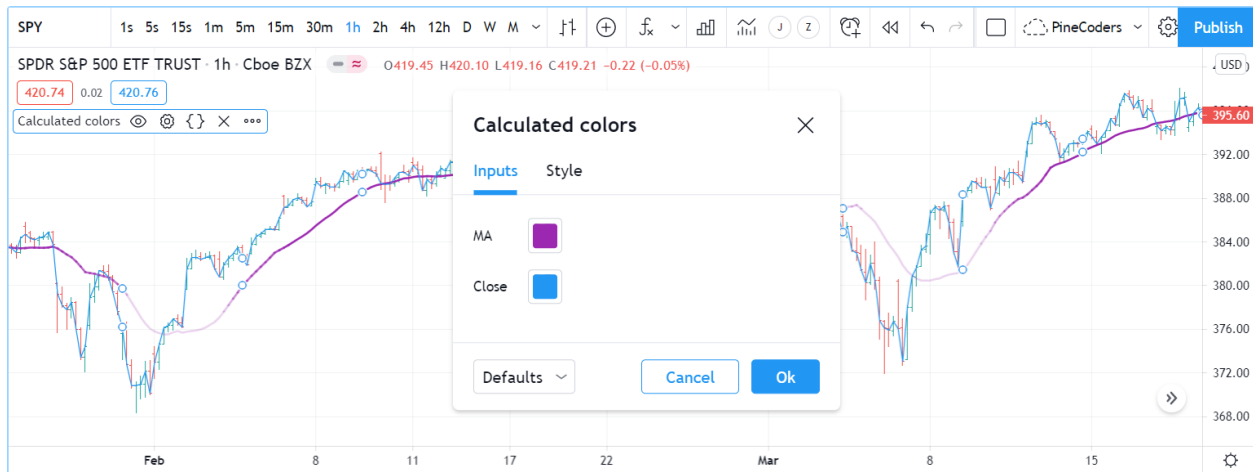 SPY 1s 5s 15s 1m 5m 15m 30m 1h 2h 4h 12h D W M fx J Z PineCoders Publish
SPDR S&P 500 ETF TRUST · 1h · Cboe BZX O419.45 H420.10 L419.16 C419.21 −0.22 (−0.05%) USD
420.74 0.02 420.76
Calculated colors {}
395.60
392.00
388.00
384.00
380.00
376.00
372.00
368.00
Calculated colors
Inputs Style
MA
Close
Defaults Cancel Ok
Feb 8 11 17 22 Mar 8 15